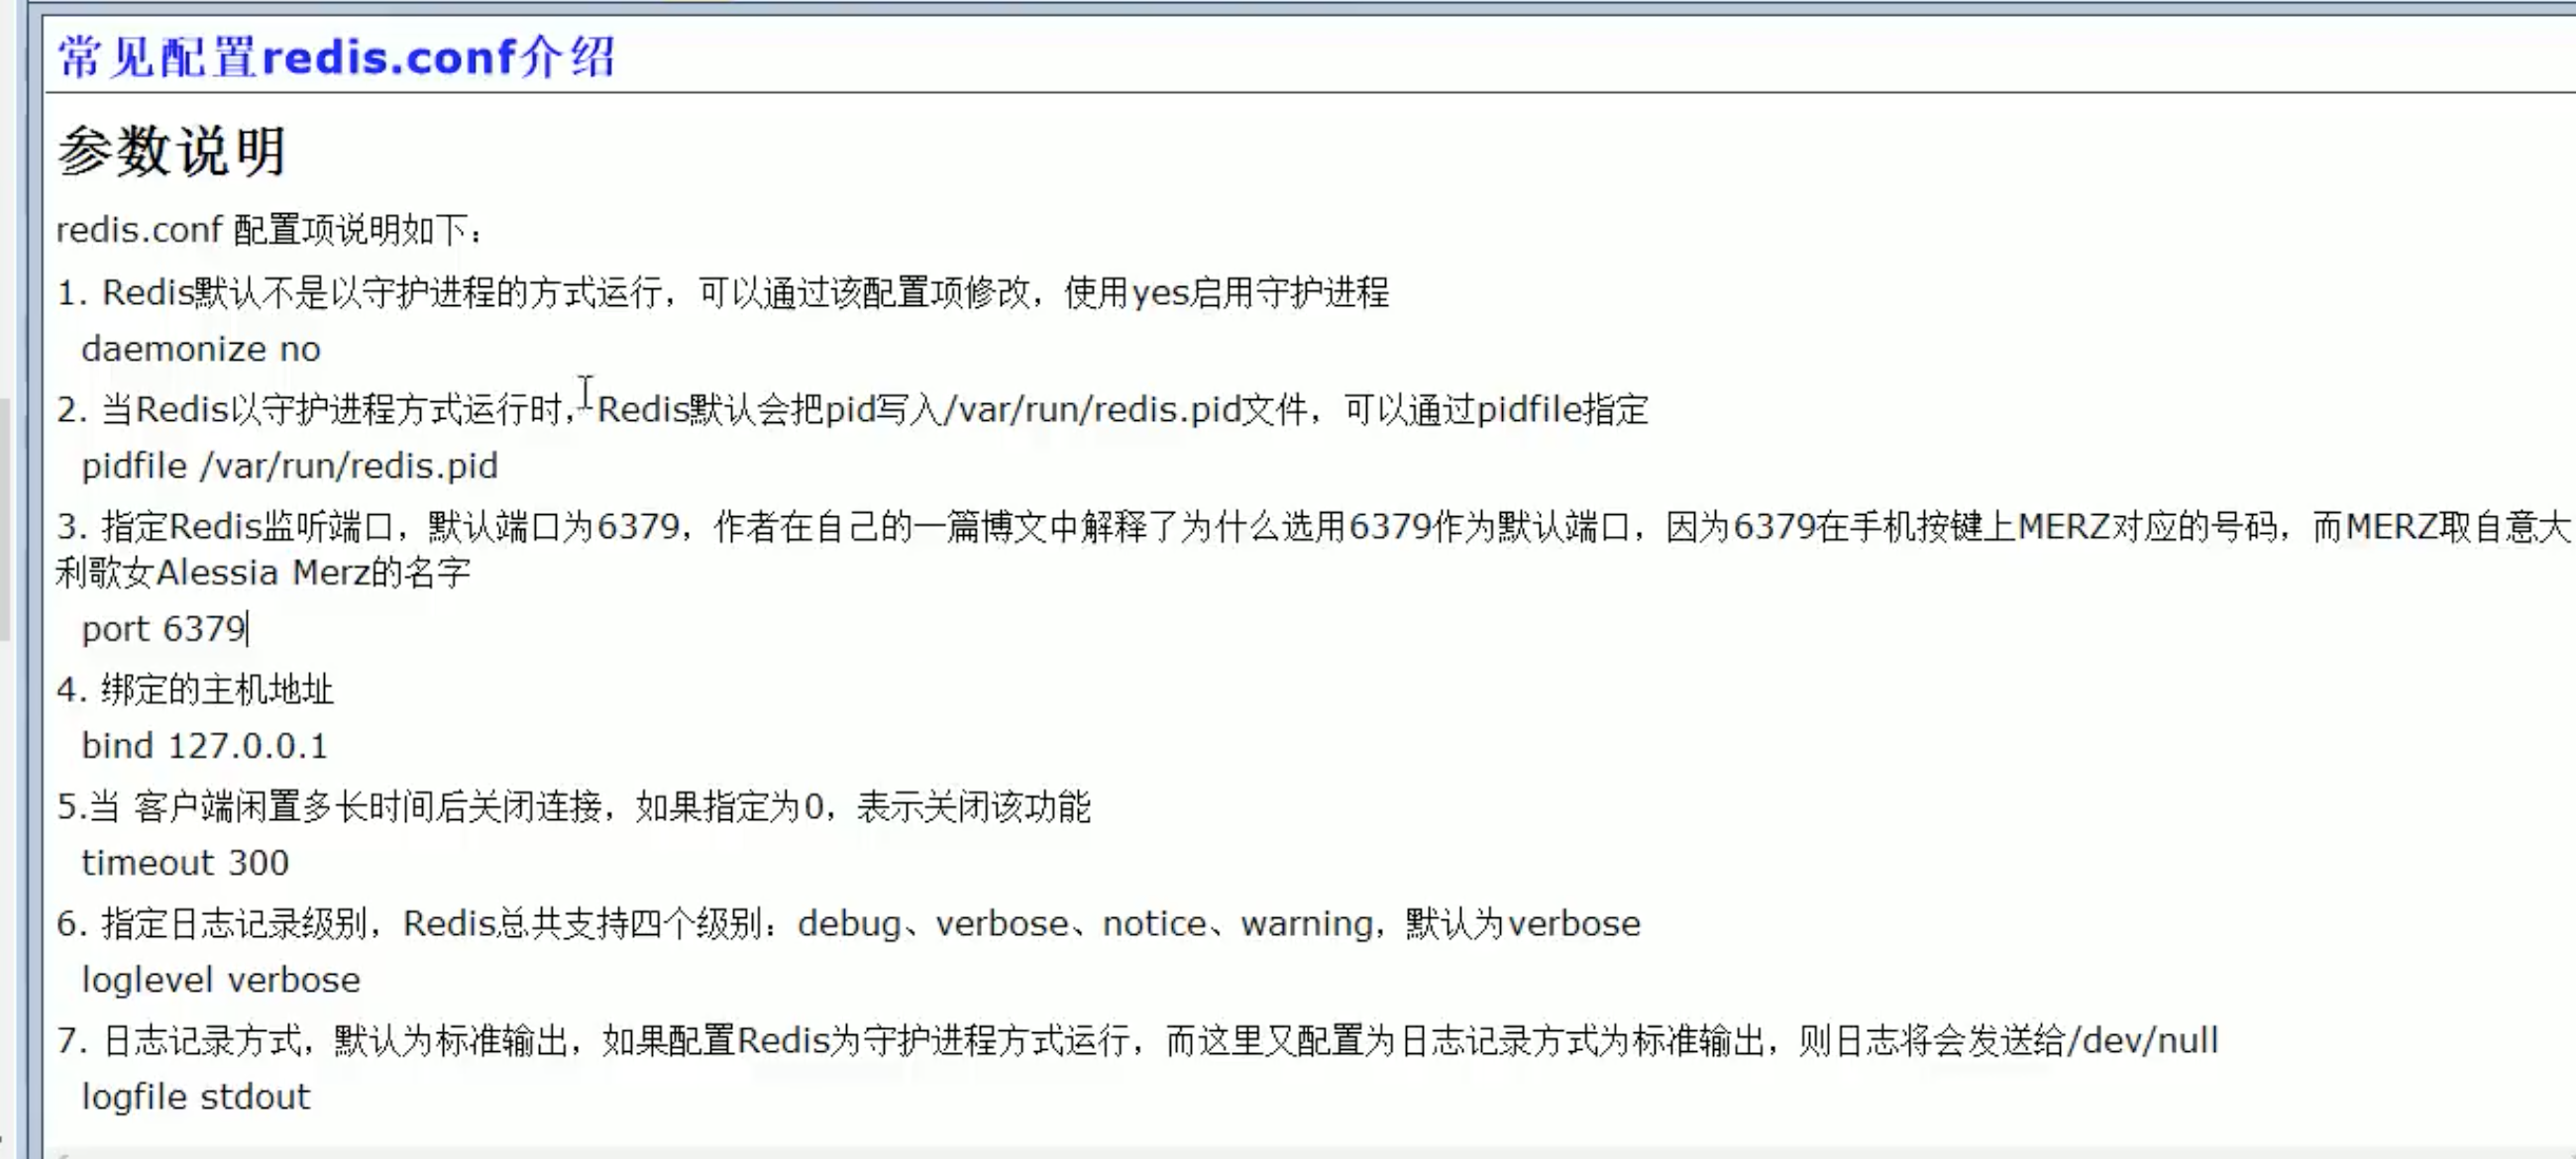 常见配置redis.conf介绍
参数说明
redis.conf 配置项说明如下：
1. Redis默认不是以守护进程的方式运行，可以通过该配置项修改，使用yes启用守护进程
daemonize no
2. 当Redis以守护进程方式运行时，Redis默认会把pid写入/var/run/redis.pid文件，可以通过pidfile指定
pidfile /var/run/redis.pid
3. 指定Redis监听端口，默认端口为6379，作者在自己的一篇博文中解释了为什么选用6379作为默认端口，因为6379在手机按键上MERZ对应的号码，而MERZ取自意大
利歌女Alessia Merz的名字
port 6379
4. 绑定的主机地址
bind 127.0.0.1
5.当 客户端闲置多长时间后关闭连接，如果指定为0，表示关闭该功能
timeout 300
6. 指定日志记录级别，Redis总共支持四个级别：debug、verbose、notice、warning，默认为verbose
loglevel verbose
7. 日志记录方式，默认为标准输出，如果配置Redis为守护进程方式运行，而这里又配置为日志记录方式为标准输出，则日志将会发送给/dev/null
logfile stdout